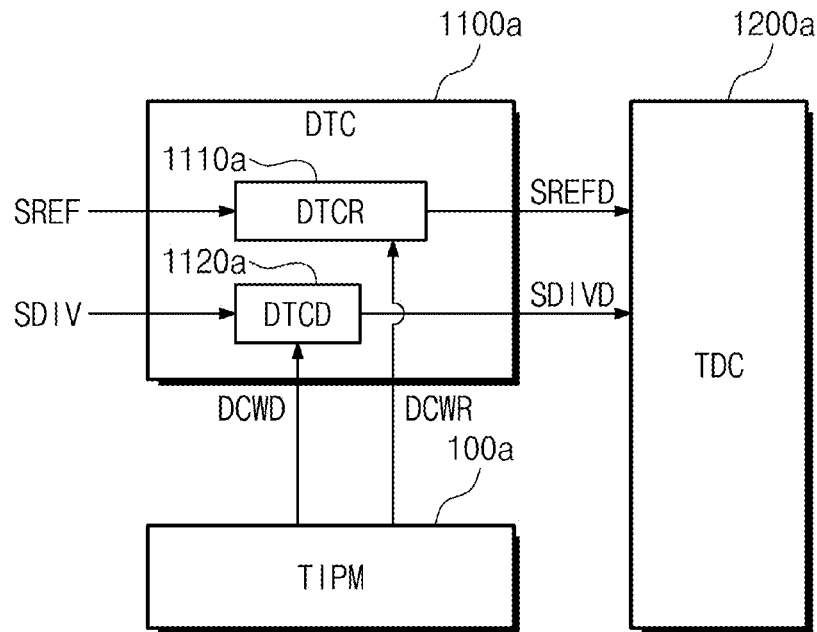 1100a
1200a
DTC
1110a
SREF
DTCR
SREFD
1120a
SDIV
DTCD
SDIVD
TDC
DCWD
DCWR
100a
TIPM